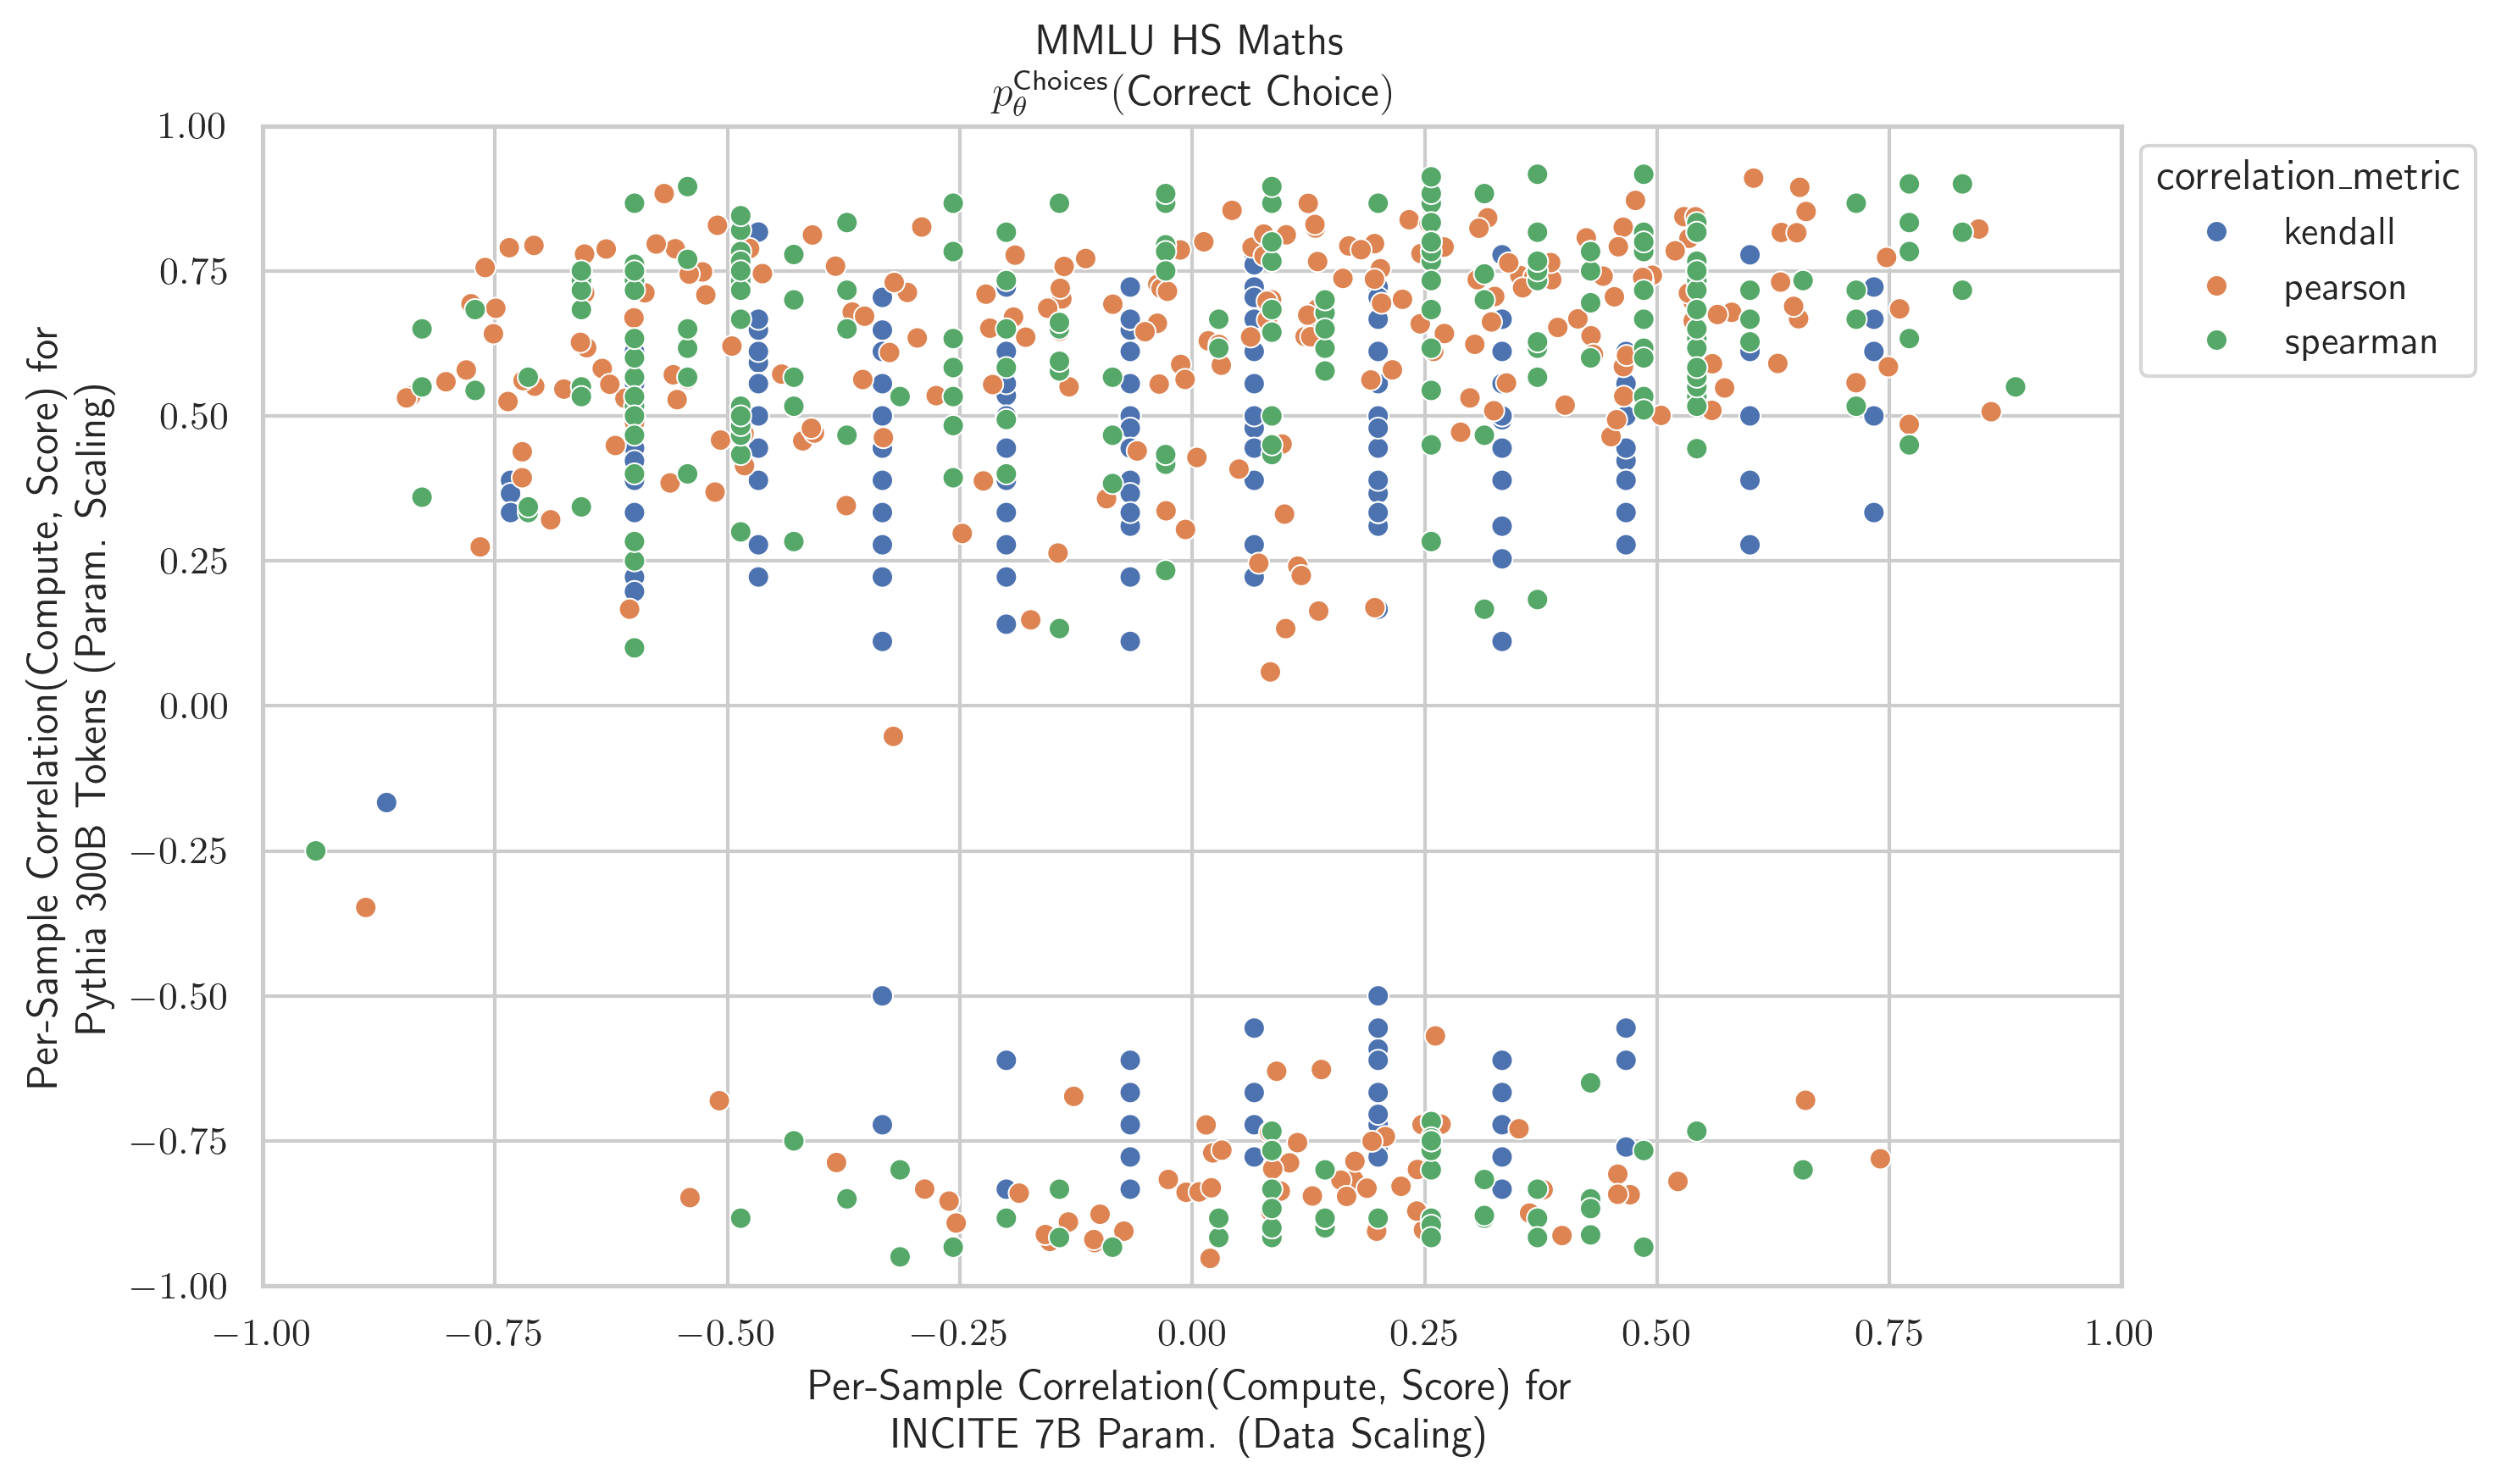 MMLU HS Maths
p_θ^Choices(Correct Choice)
Per-Sample Correlation(Compute, Score) for
Pythia 300B Tokens (Param. Scaling)
1.00
0.75
0.50
0.25
0.00
−0.25
−0.50
−0.75
−1.00
−1.00 −0.75 −0.50 −0.25 0.00 0.25 0.50 0.75 1.00
Per-Sample Correlation(Compute, Score) for
INCITE 7B Param. (Data Scaling)
correlation_metric
kendall
pearson
spearman